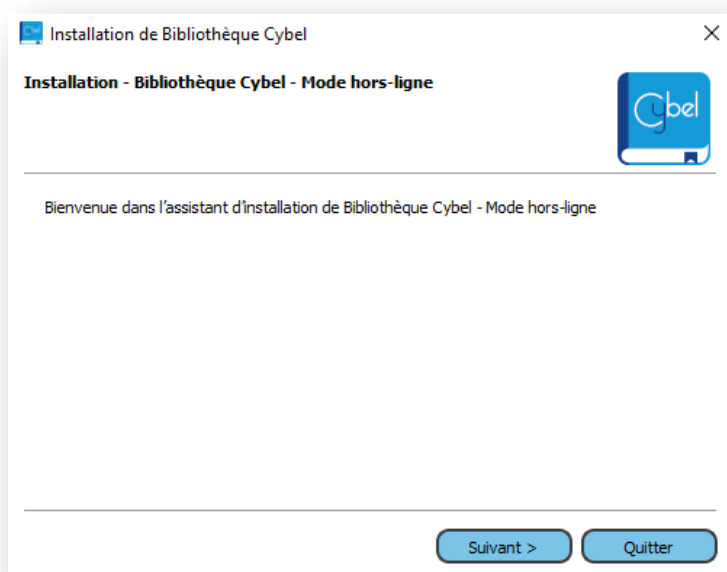 Installation de Bibliothèque Cybel
Installation - Bibliothèque Cybel - Mode hors-ligne
Cybel
Bienvenue dans l'assistant d'installation de Bibliothèque Cybel - Mode hors-ligne
Suivant >
Quitter